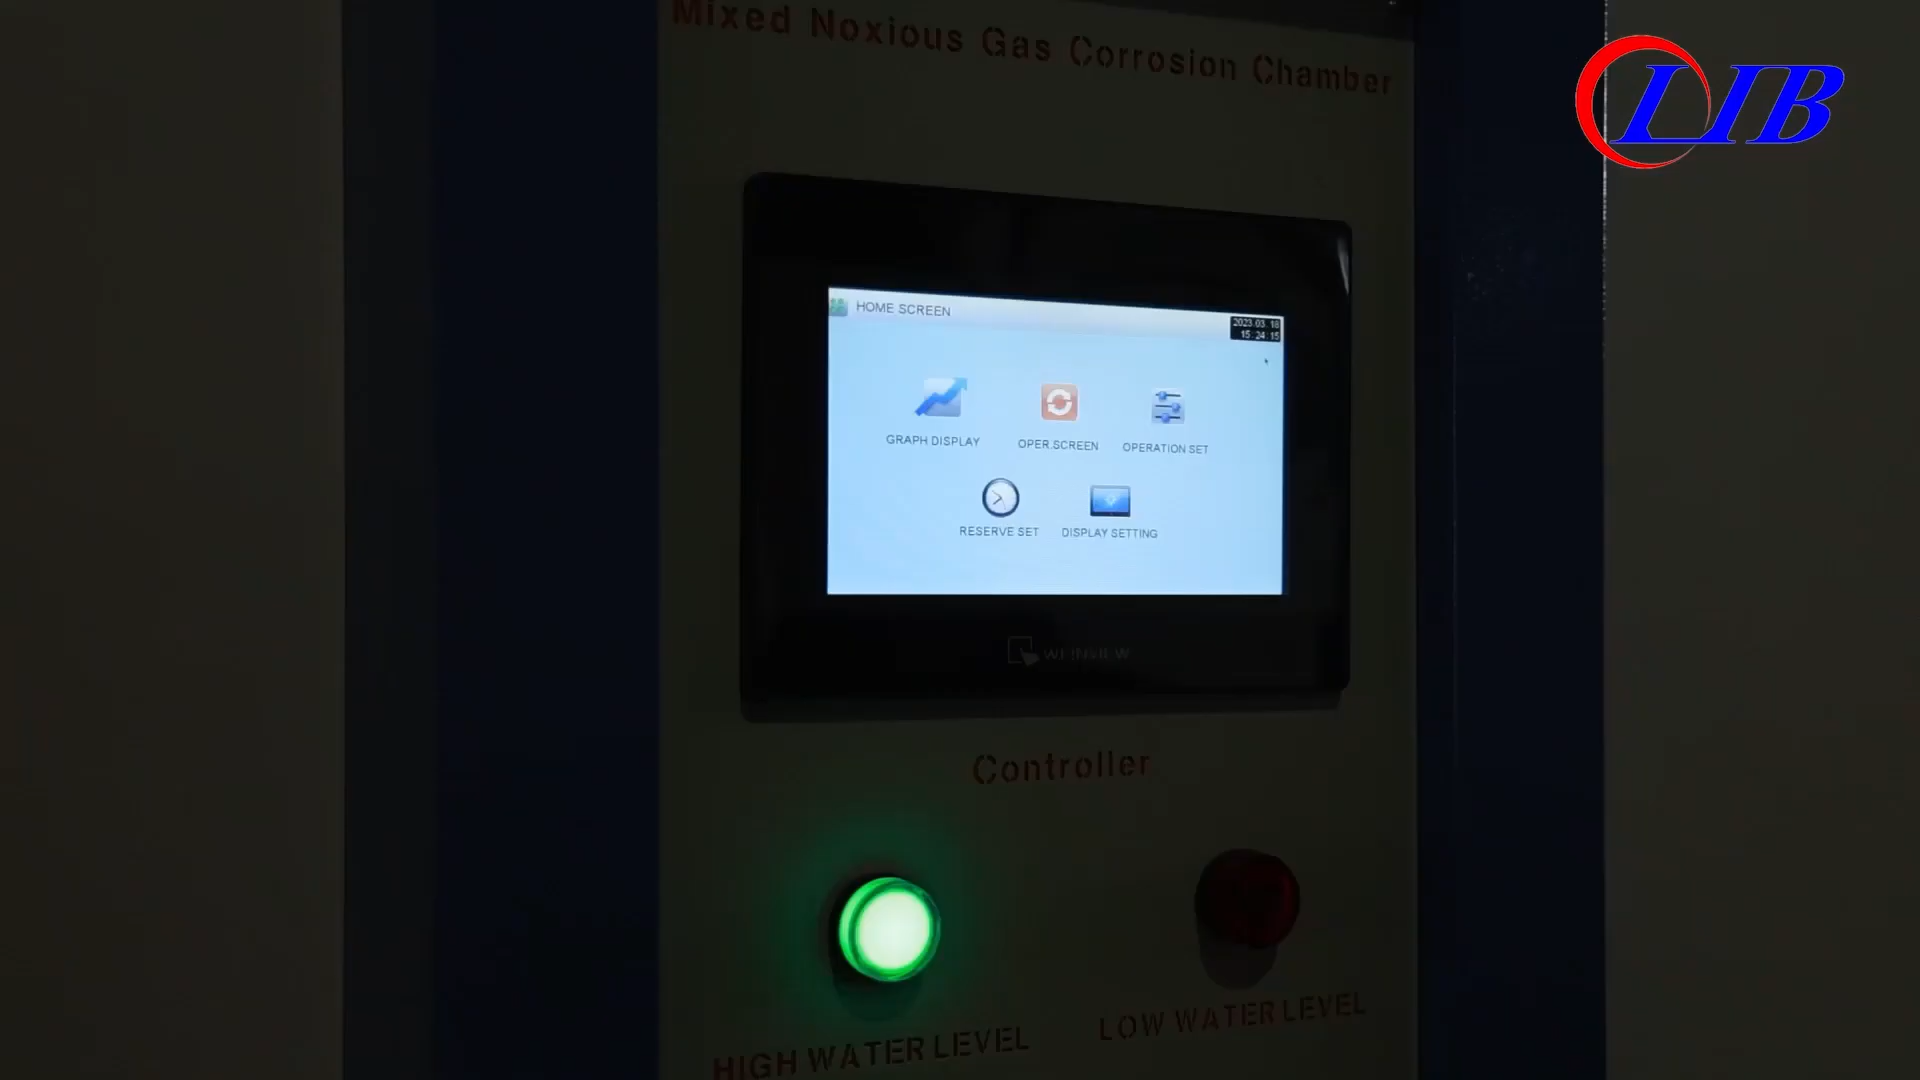 Mixed Noxious Gas Corrosion Chamber
LIB
HOME SCREEN
2023.03.18
15:24:15
GRAPH DISPLAY
OPER.SCREEN
OPERATION SET
RESERVE SET
DISPLAY SETTING
WEINVIEW
Controller
HIGH WATER LEVEL
LOW WATER LEVEL